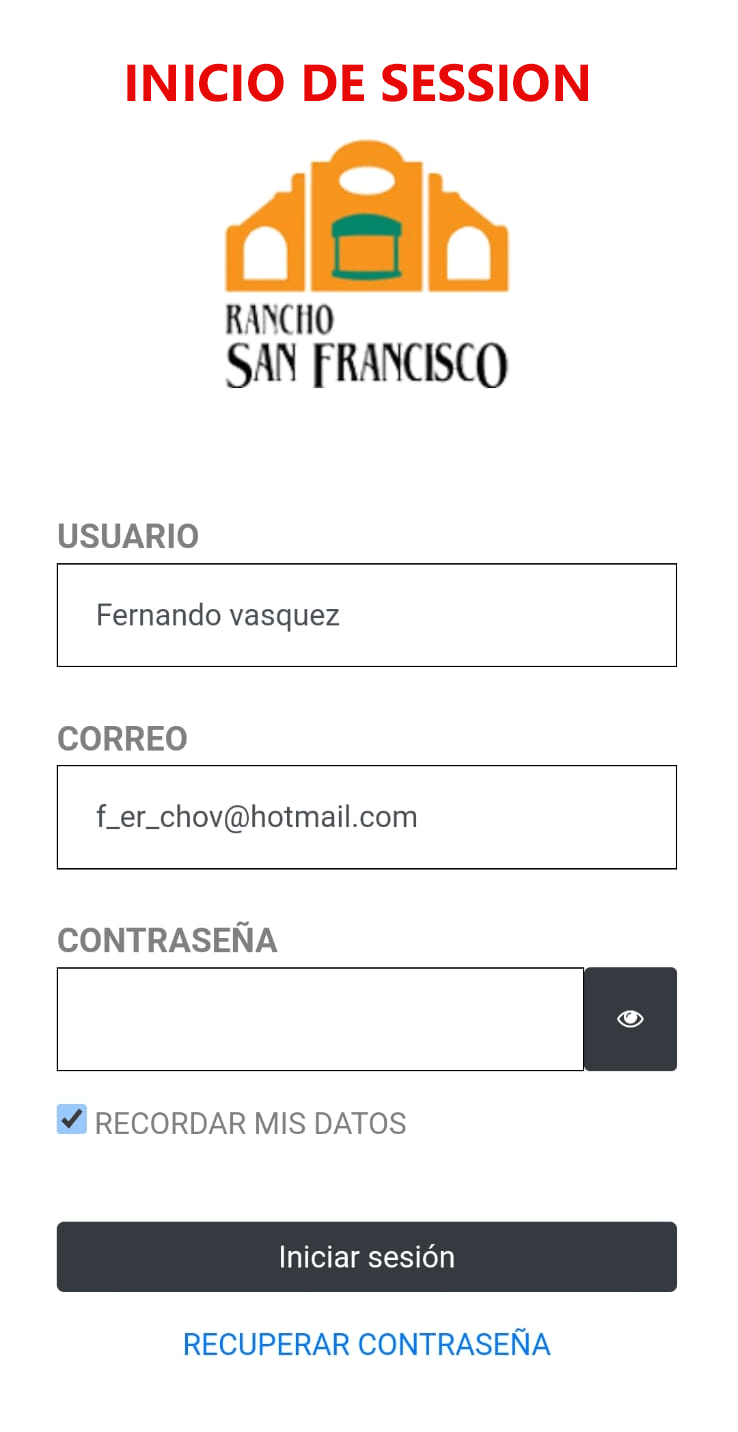 INICIO DE SESSION
RANCHO
SAN FRANCISCO
USUARIO
Fernando vasquez
CORREO
f_er_chov@hotmail.com
CONTRASEÑA
RECORDAR MIS DATOS
Iniciar sesión
RECUPERAR CONTRASEÑA